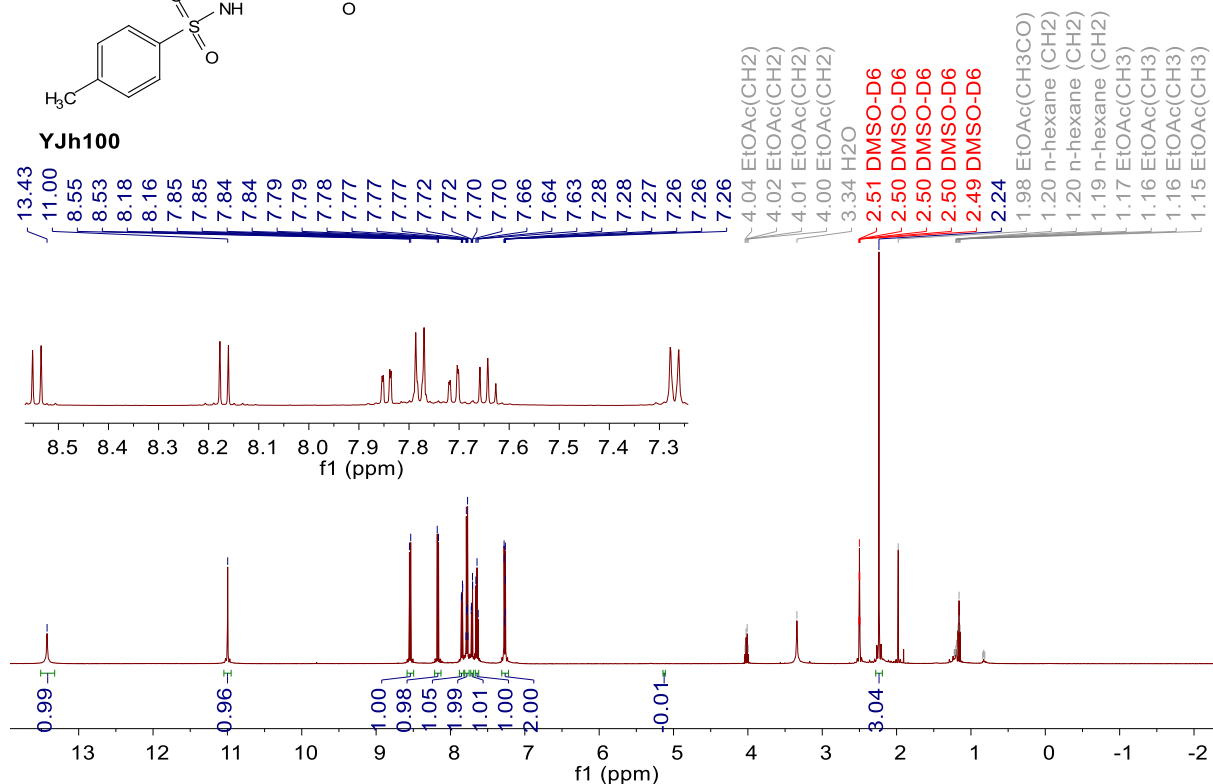 NH
O
S
O
H3C
YJh100
13.43
11.00
8.55
8.53
8.18
8.16
7.85
7.85
7.84
7.84
7.79
7.79
7.78
7.77
7.77
7.77
7.72
7.72
7.70
7.70
7.66
7.64
7.63
7.28
7.28
7.27
7.26
7.26
7.26
4.04 EtOAc(CH2)
4.02 EtOAc(CH2)
4.01 EtOAc(CH2)
4.00 EtOAc(CH2)
3.34 H2O
2.51 DMSO-D6
2.50 DMSO-D6
2.50 DMSO-D6
2.50 DMSO-D6
2.49 DMSO-D6
2.24
1.98 EtOAc(CH3CO)
1.20 n-hexane (CH2)
1.20 n-hexane (CH2)
1.19 n-hexane (CH2)
1.17 EtOAc(CH3)
1.16 EtOAc(CH3)
1.16 EtOAc(CH3)
1.15 EtOAc(CH3)
8.5 8.4 8.3 8.2 8.1 8.0 7.9 7.8 7.7 7.6 7.5 7.4 7.3
f1 (ppm)
0.99
0.96
1.00
0.98
1.05
1.99
1.01
1.00
2.00
-0.01
3.04
13 12 11 10 9 8 7 6 5 4 3 2 1 0 -1 -2
f1 (ppm)